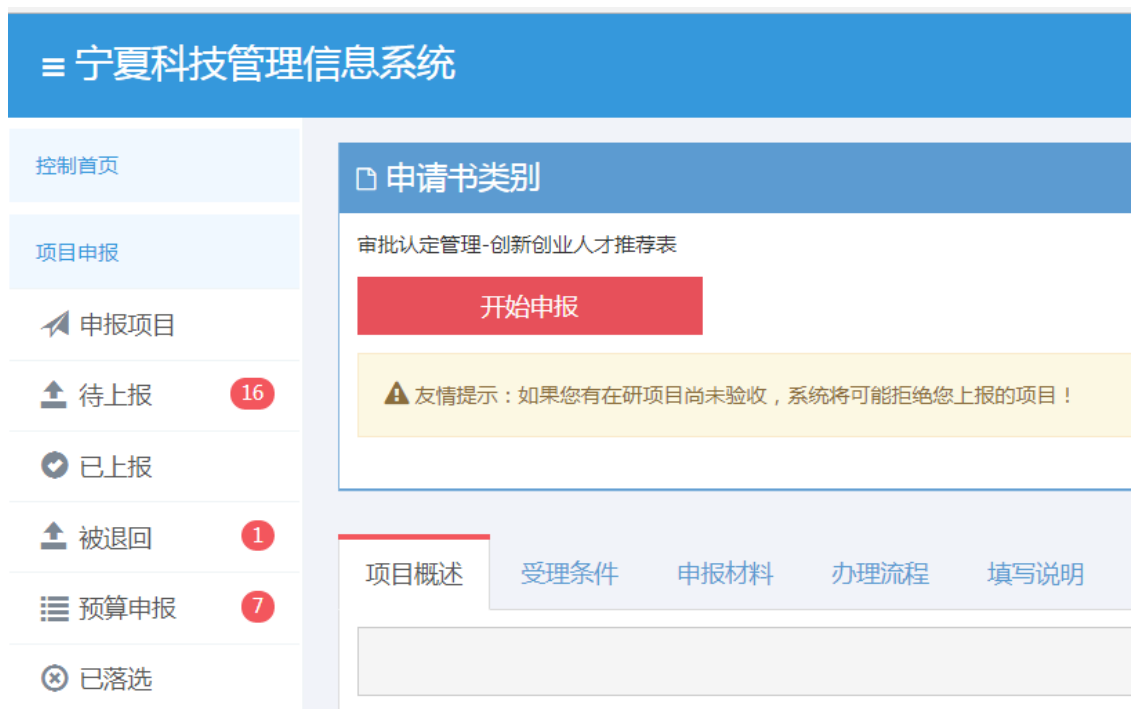 宁夏科技管理信息系统
控制首页
项目申报
申报项目
待上报 16
已上报
被退回 1
预算申报 7
已落选
申请书类别
审批认定管理-创新创业人才推荐表
开始申报
友情提示：如果您有在研项目尚未验收，系统将可能拒绝您上报的项目！
项目概述 受理条件 申报材料 办理流程 填写说明